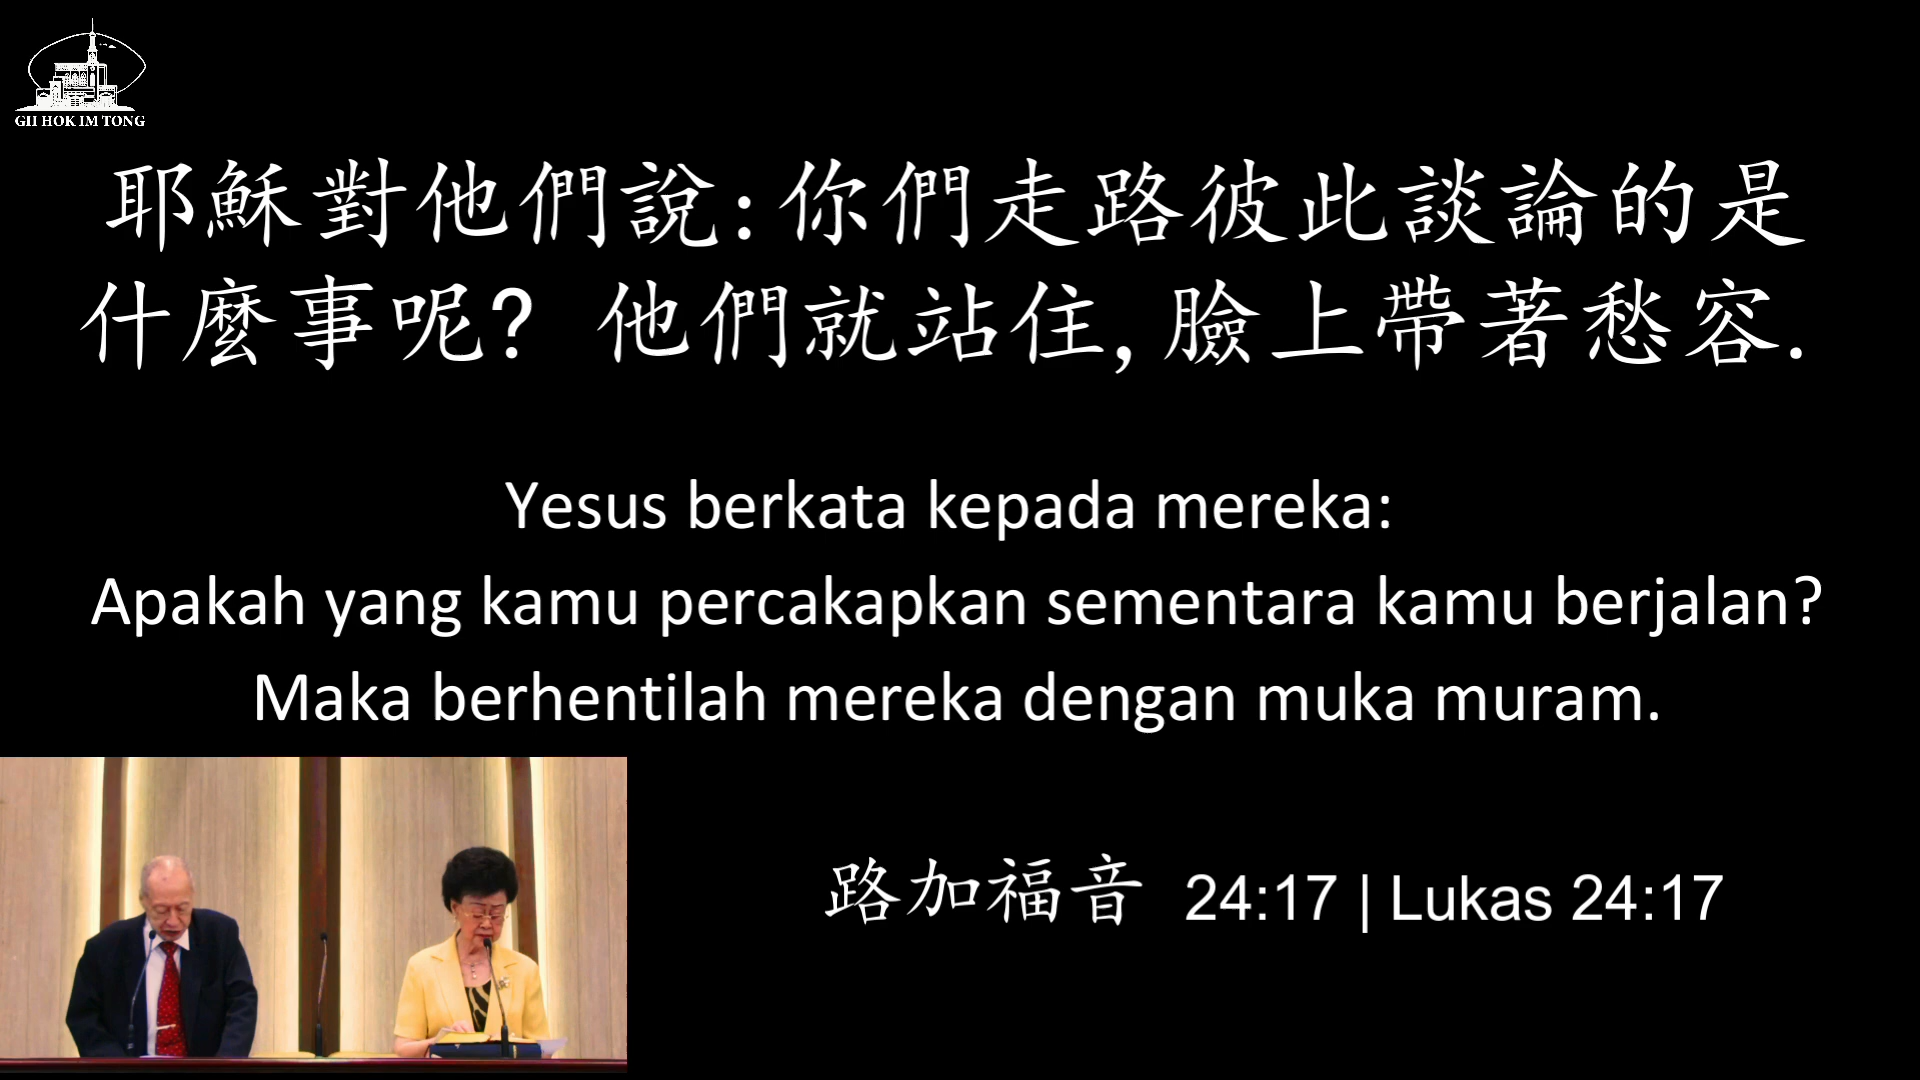 GII HOK IM TONG
耶穌對他們說:你們走路彼此談論的是
什麼事呢? 他們就站住,臉上帶著愁容.
Yesus berkata kepada mereka:
Apakah yang kamu percakapkan sementara kamu berjalan?
Maka berhentilah mereka dengan muka muram.
路加福音 24:17 | Lukas 24:17